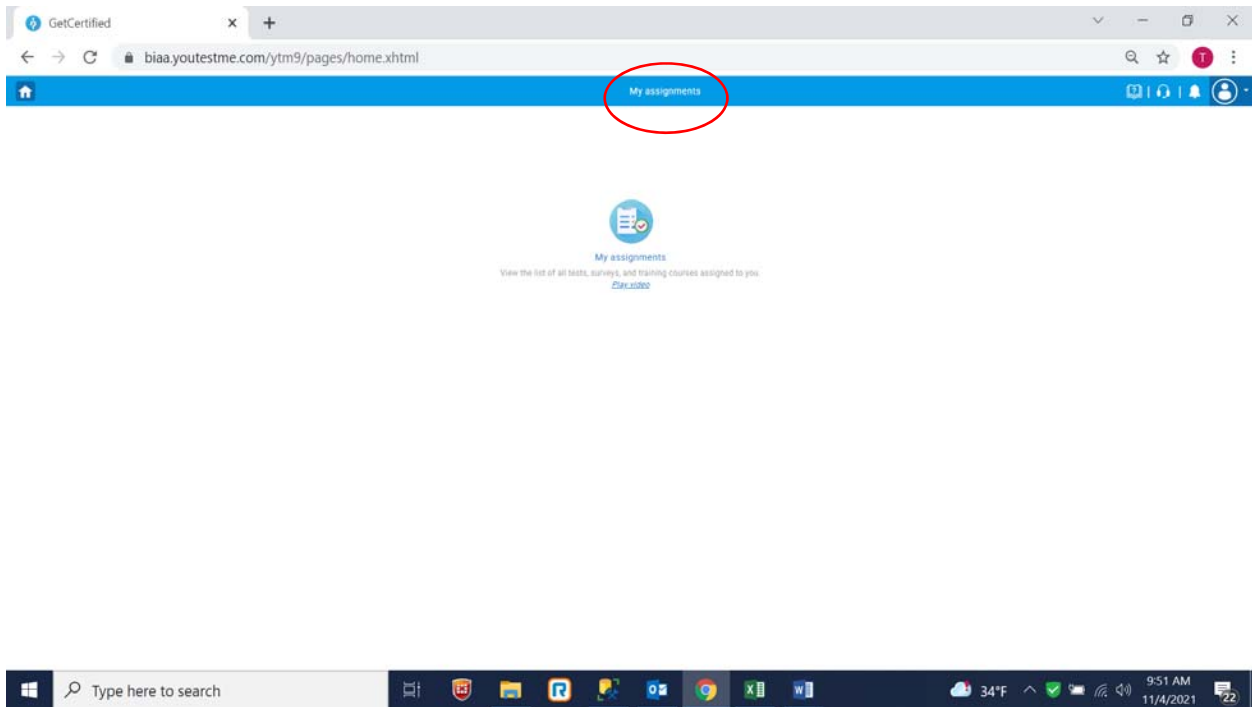 GetCertified
biaa.youtestme.com/ytm9/pages/home.xhtml
T
My assignments
My assignments
View the list of all tests, surveys, and training courses assigned to you
Play video
Type here to search
34°F
9:51 AM
11/4/2021
22